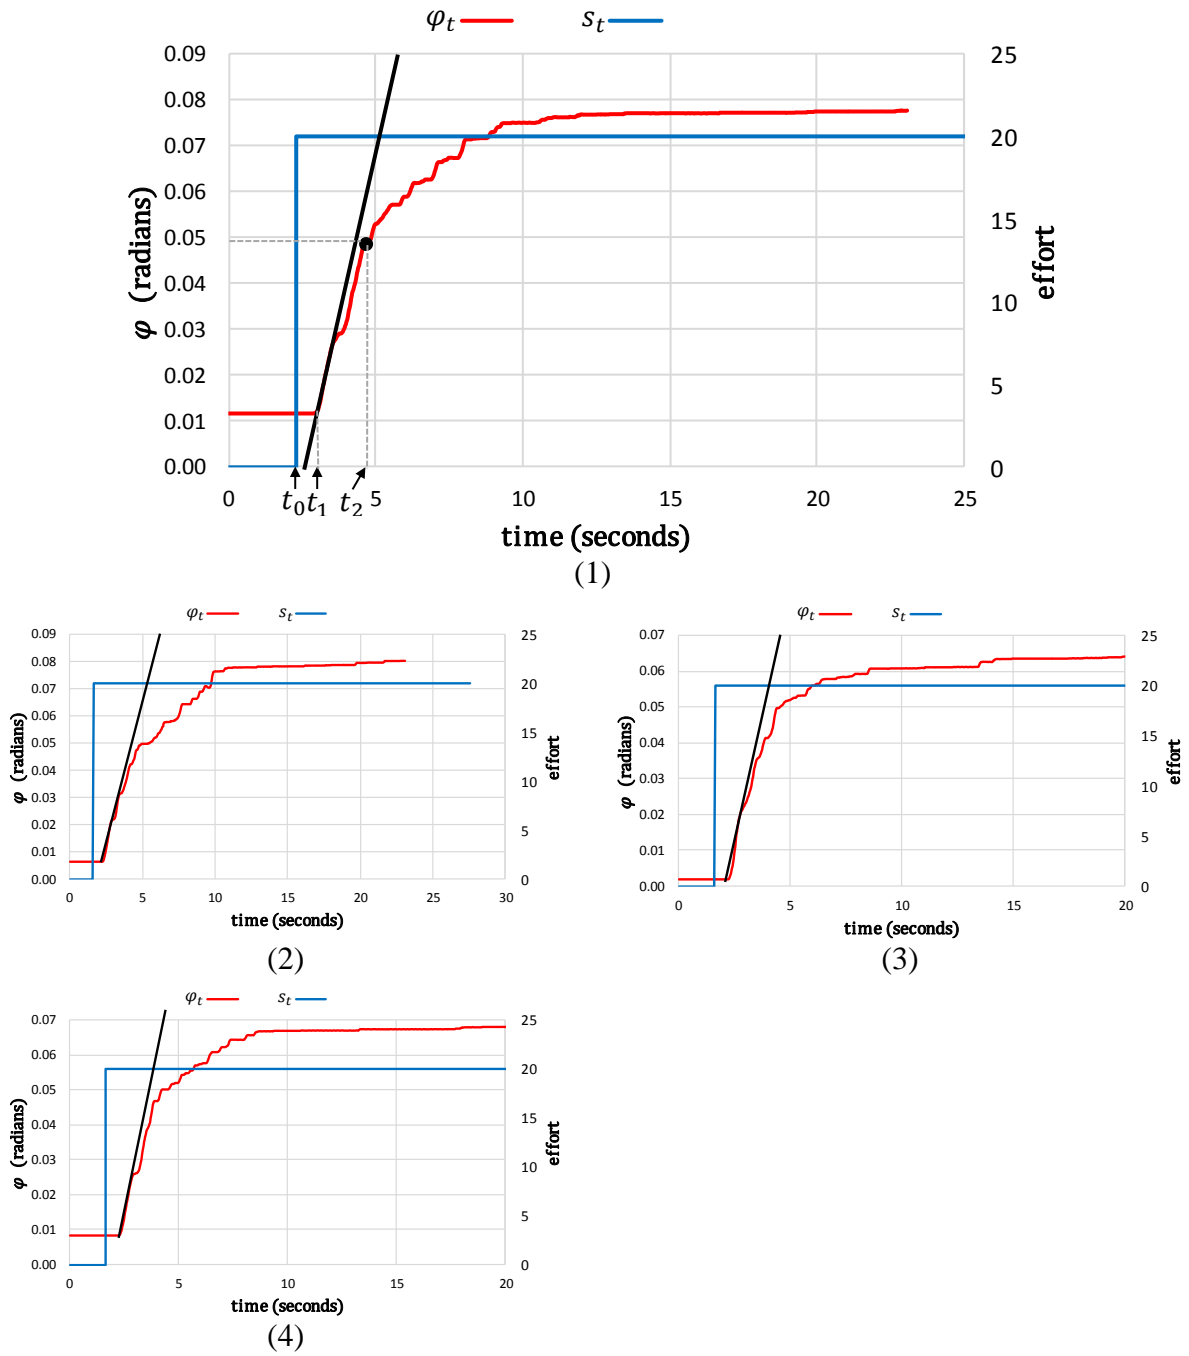 φt st
0.09 25
0.08
0.07 20
0.06
0.05 15
0.04
0.03 10
0.02 5
0.01
0.00 0
φ (radians)
effort
0 t0 t1 t2 5 10 15 20 25
time (seconds)
(1)
φt st
0.09 25
0.08
0.07 20
0.06
0.05 15
0.04
0.03 10
0.02 5
0.01
0.00 0
φ (radians)
effort
0 5 10 15 20 25 30
time (seconds)
(2)
φt st
0.07 25
0.06 20
0.05
0.04 15
0.03 10
0.02
0.01 5
0.00 0
φ (radians)
effort
0 5 10 15 20
time (seconds)
(3)
φt st
0.07 25
0.06 20
0.05
0.04 15
0.03 10
0.02
0.01 5
0.00 0
φ (radians)
effort
0 5 10 15 20
time (seconds)
(4)